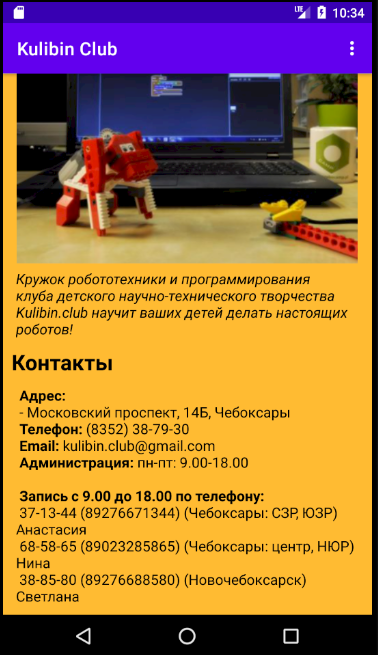 LTE 10:34
Kulibin Club
Кружок робототехники и программирования
клуба детского научно-технического творчества
Kulibin.club научит ваших детей делать настоящих
роботов!
Контакты
Адрес:
- Московский проспект, 14Б, Чебоксары
Телефон: (8352) 38-79-30
Email: kulibin.club@gmail.com
Администрация: пн-пт: 9.00-18.00
Запись с 9.00 до 18.00 по телефону:
37-13-44 (89276671344) (Чебоксары: СЗР, ЮЗР)
Анастасия
68-58-65 (89023285865) (Чебоксары: центр, НЮР)
Нина
38-85-80 (89276688580) (Новочебоксарск)
Светлана